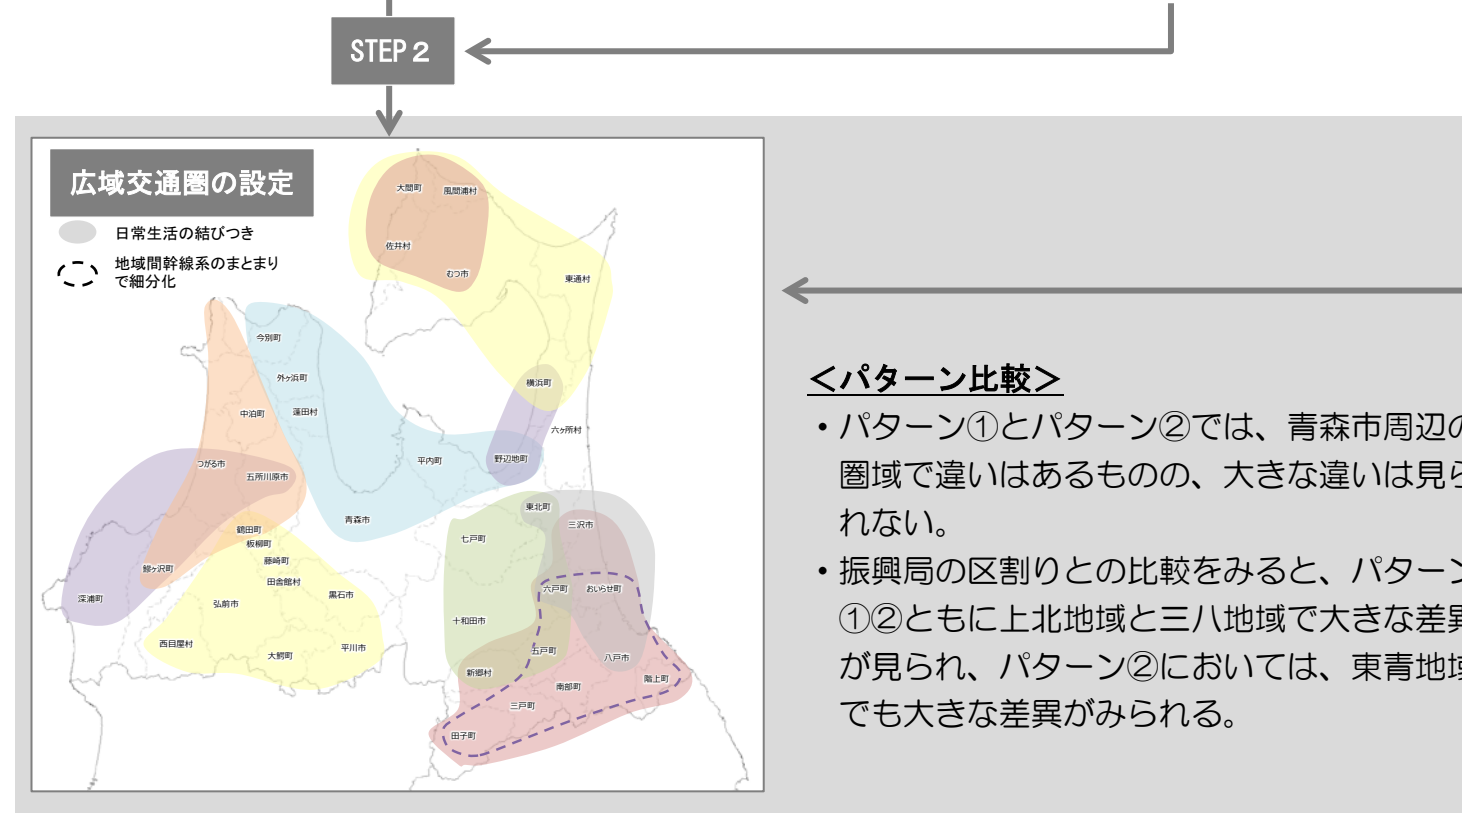 STEP２
広域交通圏の設定
日常生活の結びつき
地域間幹線系のまとまり
で細分化
大間町
風間浦村
佐井村
むつ市
東通村
今別町
外ヶ浜町
横浜町
中泊町
蓬田村
六ヶ所村
つがる市
平内町
野辺地町
五所川原市
東北町
青森市
三沢市
鶴田町
七戸町
板柳町
藤崎町
鰺ヶ沢町
田舎館村
六戸町
おいらせ町
深浦町
弘前市
黒石市
十和田市
西目屋村
平川市
五戸町
大鰐町
八戸市
新郷村
階上町
南部町
三戸町
田子町
＜パターン比較＞
・パターン①とパターン②では、青森市周辺の
圏域で違いはあるものの、大きな違いは見ら
れない。
・振興局の区割りとの比較をみると、パターン
①②ともに上北地域と三八地域で大きな差異
が見られ、パターン②においては、東青地域
でも大きな差異がみられる。